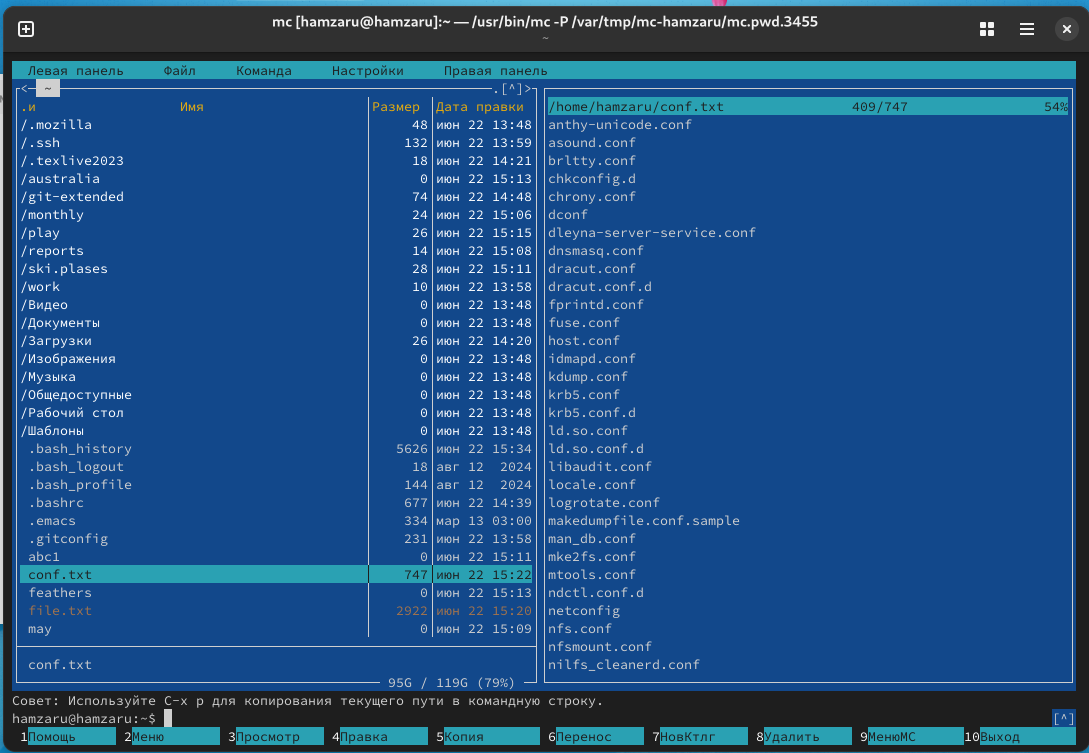 mc [hamzaru@hamzaru]:~ — /usr/bin/mc -P /var/tmp/mc-hamzaru/mc.pwd.3455
~
Левая панель Файл Команда Настройки Правая панель
<─ ~ ─.[^]>
.и Имя Размер Дата правки
/.mozilla 48 июн 22 13:48
/.ssh 132 июн 22 13:59
/.texlive2023 18 июн 22 14:21
/australia 0 июн 22 15:13
/git-extended 74 июн 22 14:48
/monthly 24 июн 22 15:06
/play 26 июн 22 15:15
/reports 14 июн 22 15:08
/ski.plases 28 июн 22 15:11
/work 10 июн 22 13:58
/Видео 0 июн 22 13:48
/Документы 0 июн 22 13:48
/Загрузки 26 июн 22 14:20
/Изображения 0 июн 22 13:48
/Музыка 0 июн 22 13:48
/Общедоступные 0 июн 22 13:48
/Рабочий стол 0 июн 22 13:48
/Шаблоны 0 июн 22 13:48
.bash_history 5626 июн 22 15:34
.bash_logout 18 авг 12 2024
.bash_profile 144 авг 12 2024
.bashrc 677 июн 22 14:39
.emacs 334 мар 13 03:00
.gitconfig 231 июн 22 13:58
abc1 0 июн 22 15:11
conf.txt 747 июн 22 15:22
feathers 0 июн 22 15:13
file.txt 2922 июн 22 15:20
may 0 июн 22 15:09
conf.txt
95G / 119G (79%)
/home/hamzaru/conf.txt 409/747 54%
anthy-unicode.conf
asound.conf
brltty.conf
chkconfig.d
chrony.conf
dconf
dleyna-server-service.conf
dnsmasq.conf
dracut.conf
dracut.conf.d
fprintd.conf
fuse.conf
host.conf
idmapd.conf
kdump.conf
krb5.conf
krb5.conf.d
ld.so.conf
ld.so.conf.d
libaudit.conf
locale.conf
logrotate.conf
makedumpfile.conf.sample
man_db.conf
mke2fs.conf
mtools.conf
ndctl.conf.d
netconfig
nfs.conf
nfsmount.conf
nilfs_cleanerd.conf
Совет: Используйте C-x p для копирования текущего пути в командную строку.
hamzaru@hamzaru:~$ [^]
1Помощь 2Меню 3Просмотр 4Правка 5Копия 6Перенос 7НовКтлг 8Удалить 9МенюMC 10Выход